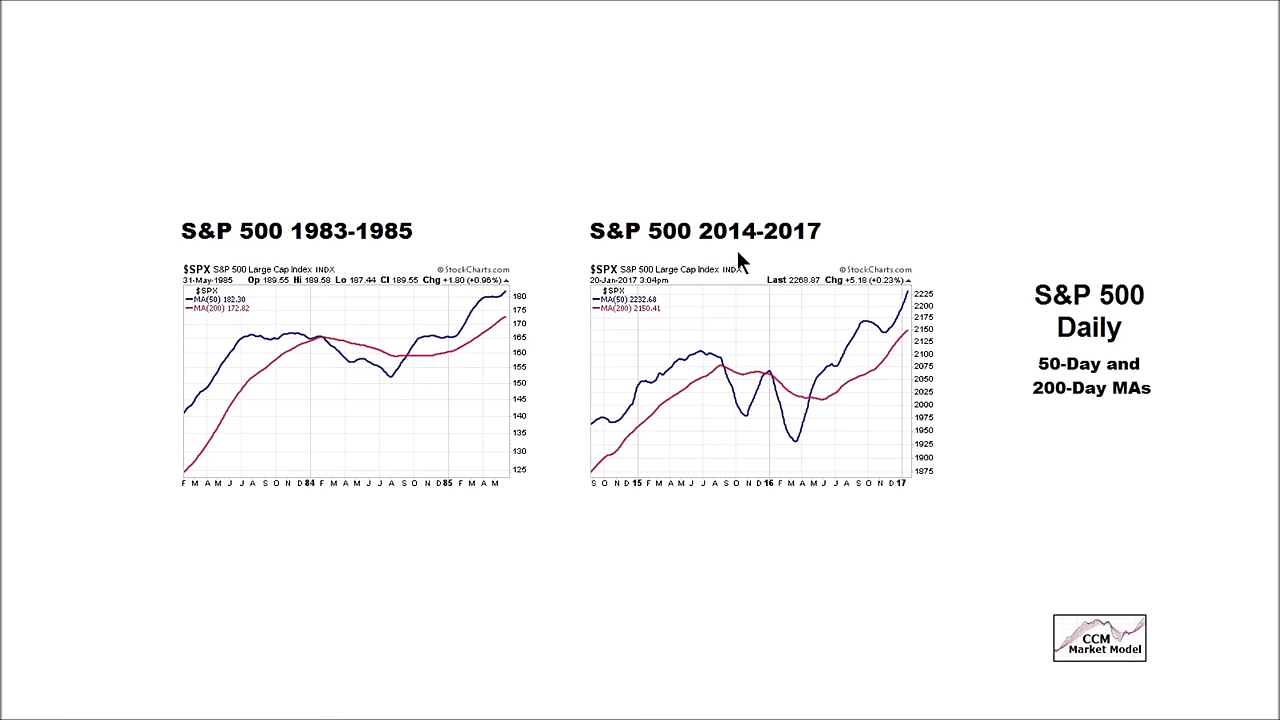 S&P 500 1983-1985
$SPX S&P 500 Large Cap Index INDX © StockCharts.com
31-May-1985 Op 189.55 Hi 189.58 Lo 187.44 Cl 189.55 Chg +1.80 (+0.96%)
$SPX
MA(50) 182.30
MA(200) 172.82
180
175
170
165
160
155
150
145
140
135
130
125
F M A M J J A S O N D 84 F M A M J J A S O N D 85 F M A M
S&P 500 2014-2017
$SPX S&P 500 Large Cap Index INDX © StockCharts.com
20-Jan-2017 3:04pm Last 2268.87 Chg +5.18 (+0.23%)
$SPX
MA(50) 2232.68
MA(200) 2150.41
2225
2200
2175
2150
2125
2100
2075
2050
2025
2000
1975
1950
1925
1900
1875
S O N D 15 F M A M J J A S O N D 16 F M A M J J A S O N D 17
S&P 500
Daily
50-Day and
200-Day MAs
CCM
Market Model